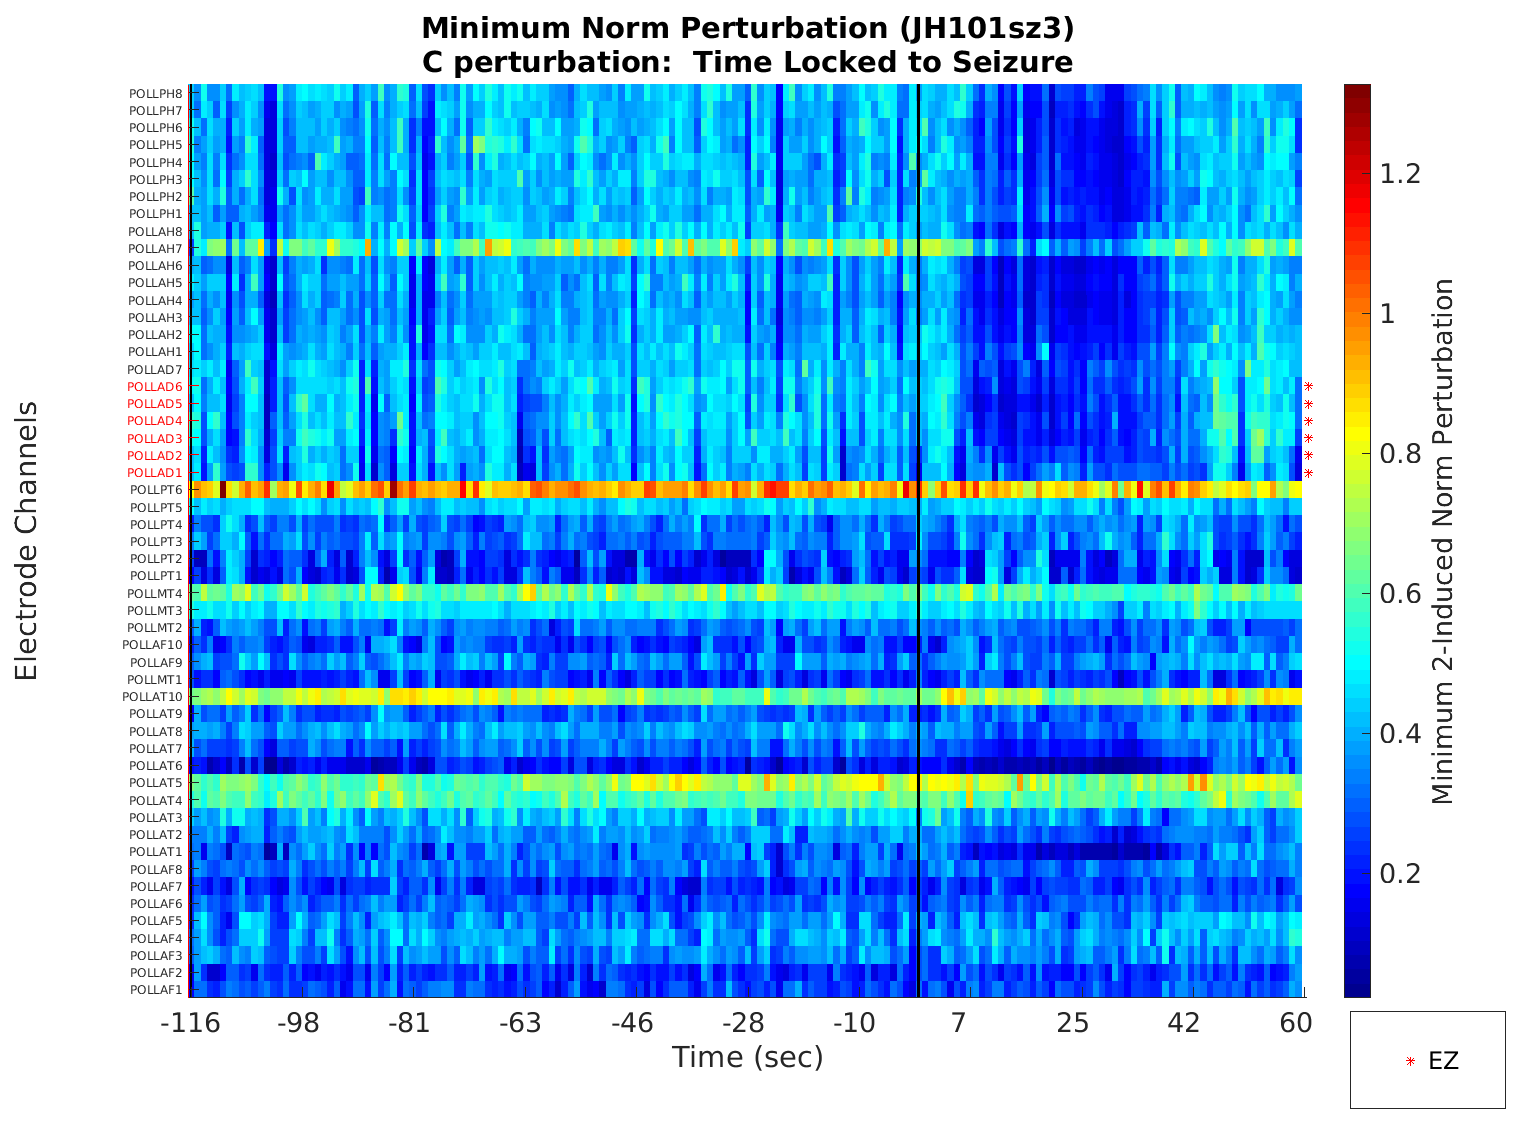 Minimum Norm Perturbation (JH101sz3)
C perturbation:  Time Locked to Seizure
Electrode Channels
POLLPH8
POLLPH7
POLLPH6
POLLPH5
POLLPH4
POLLPH3
POLLPH2
POLLPH1
POLLAH8
POLLAH7
POLLAH6
POLLAH5
POLLAH4
POLLAH3
POLLAH2
POLLAH1
POLLAD7
POLLAD6
POLLAD5
POLLAD4
POLLAD3
POLLAD2
POLLAD1
POLLPT6
POLLPT5
POLLPT4
POLLPT3
POLLPT2
POLLPT1
POLLMT4
POLLMT3
POLLMT2
POLLAF10
POLLAF9
POLLMT1
POLLAT10
POLLAT9
POLLAT8
POLLAT7
POLLAT6
POLLAT5
POLLAT4
POLLAT3
POLLAT2
POLLAT1
POLLAF8
POLLAF7
POLLAF6
POLLAF5
POLLAF4
POLLAF3
POLLAF2
POLLAF1
-116 -98 -81 -63 -46 -28 -10 7 25 42 60
Time (sec)
1.2
1
0.8
0.6
0.4
0.2
Minimum 2-Induced Norm Perturbation
EZ